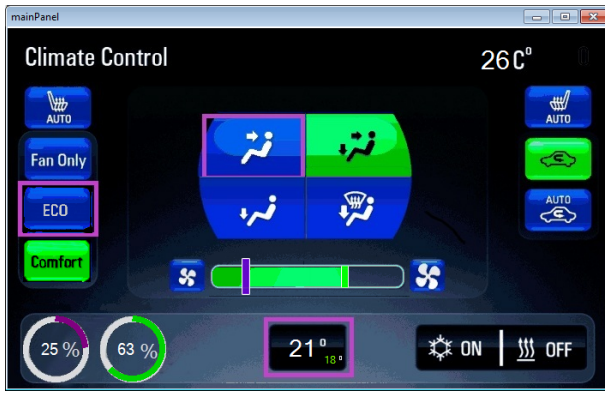 mainPanel
Climate Control
26C°
AUTO
AUTO
Fan Only
ECO
AUTO
Comfort
25 %
63 %
21°
18°
ON
OFF